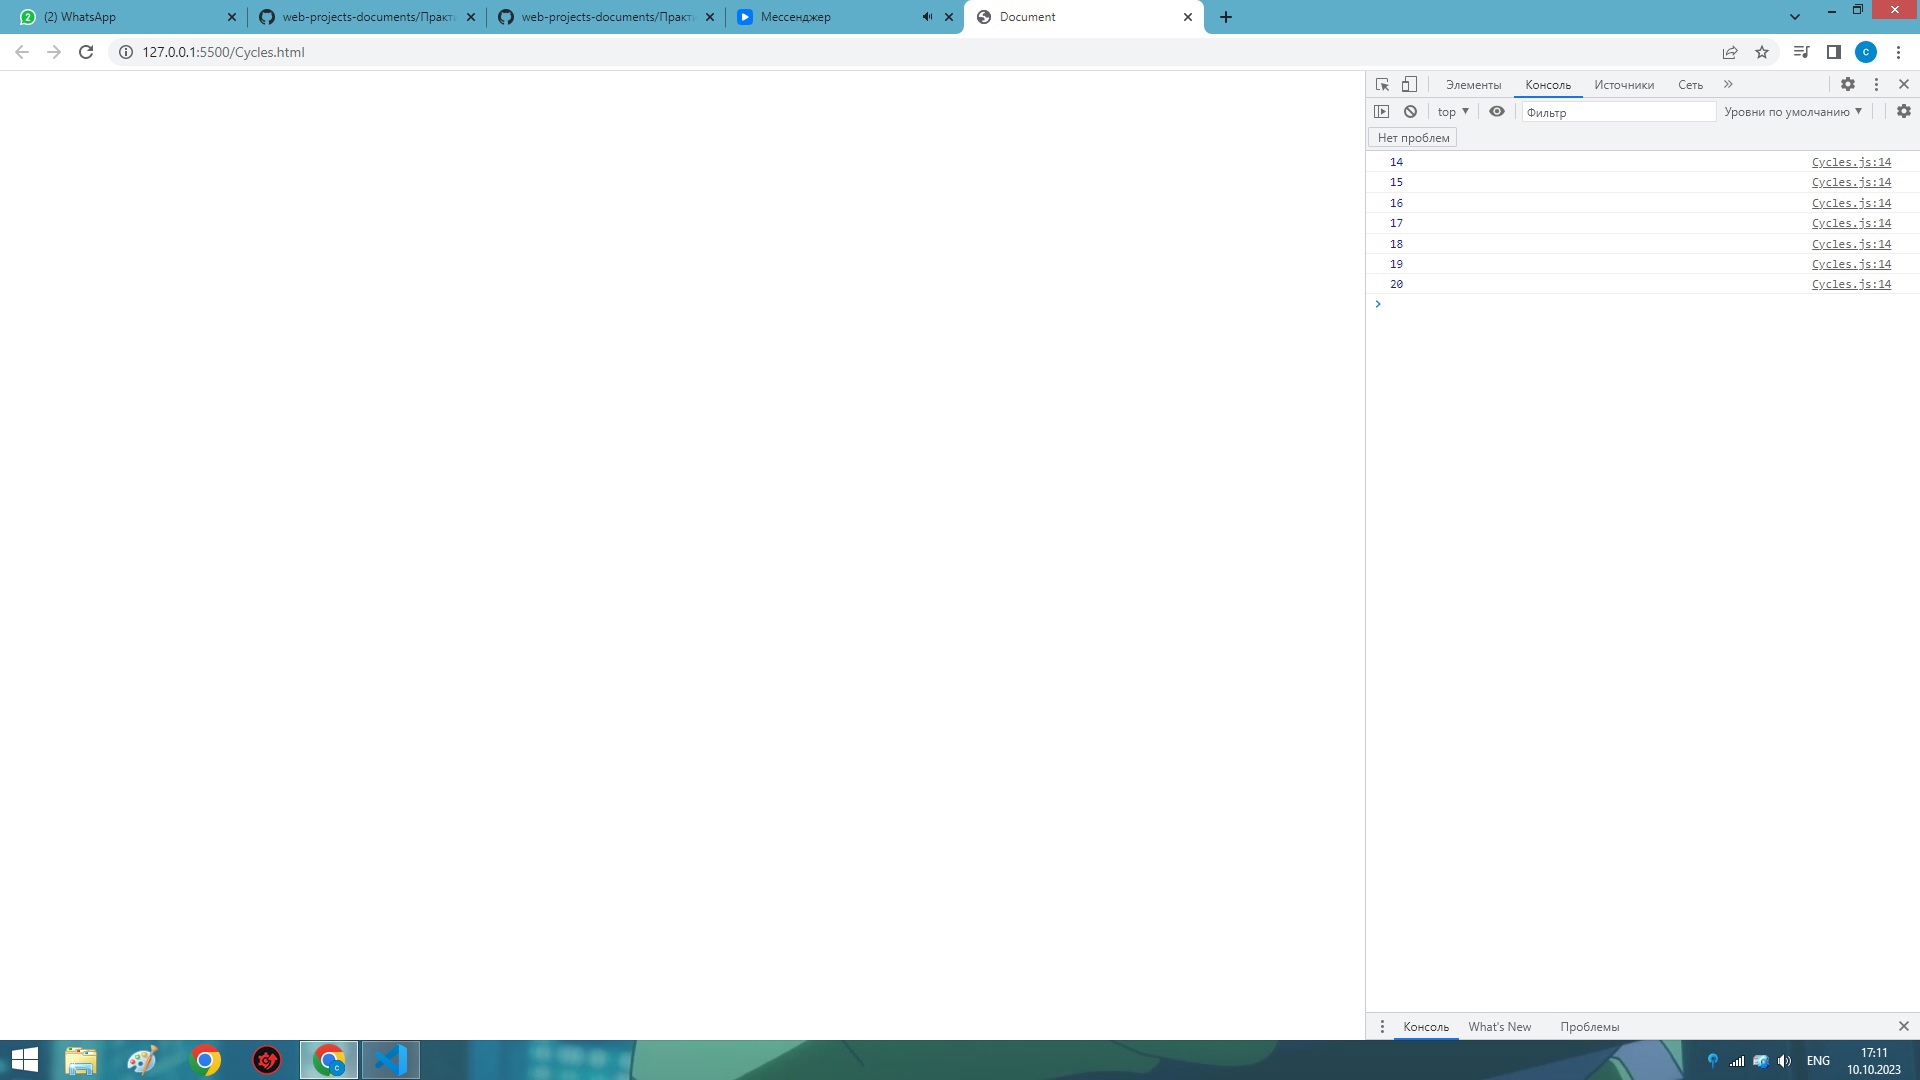 (2) WhatsApp
web-projects-documents/Практи
web-projects-documents/Практи
Мессенджер
Document
127.0.0.1:5500/Cycles.html
c
Элементы
Консоль
Источники
Сеть
top
Фильтр
Уровни по умолчанию
Нет проблем
14 Cycles.js:14
15 Cycles.js:14
16 Cycles.js:14
17 Cycles.js:14
18 Cycles.js:14
19 Cycles.js:14
20 Cycles.js:14
Консоль
What's New
Проблемы
ENG
17:11
10.10.2023